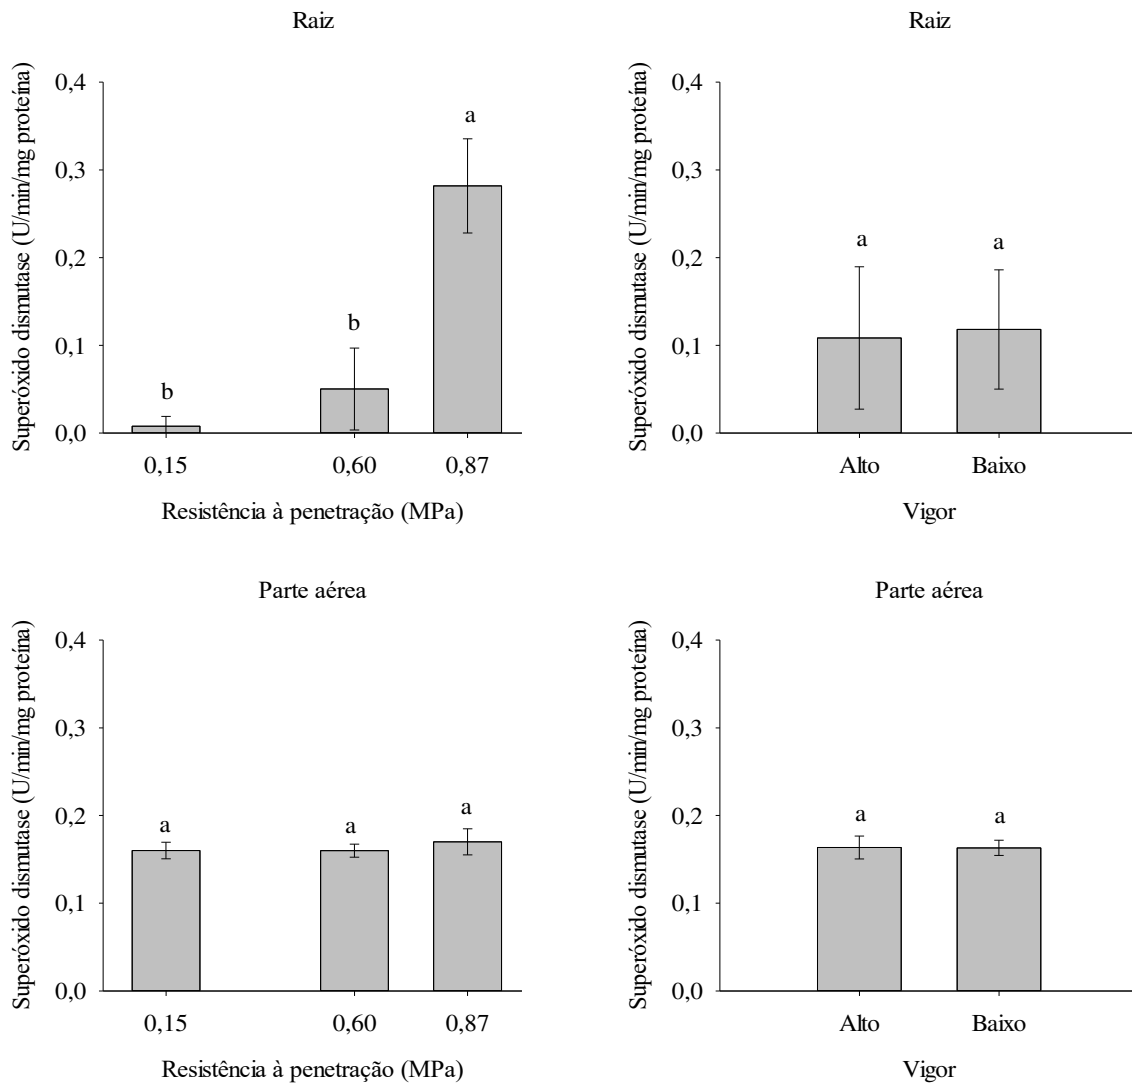 Raiz
Superóxido dismutase (U/min/mg proteína)
0,4
0,3
0,2
0,1
0,0
b
b
a
0,15 0,60 0,87
Resistência à penetração (MPa)
Raiz
Superóxido dismutase (U/min/mg proteína)
0,4
0,3
0,2
0,1
0,0
a a
Alto Baixo
Vigor
Parte aérea
Superóxido dismutase (U/min/mg proteína)
0,4
0,3
0,2
0,1
0,0
a a a
0,15 0,60 0,87
Resistência à penetração (MPa)
Parte aérea
Superóxido dismutase (U/min/mg proteína)
0,4
0,3
0,2
0,1
0,0
a a
Alto Baixo
Vigor